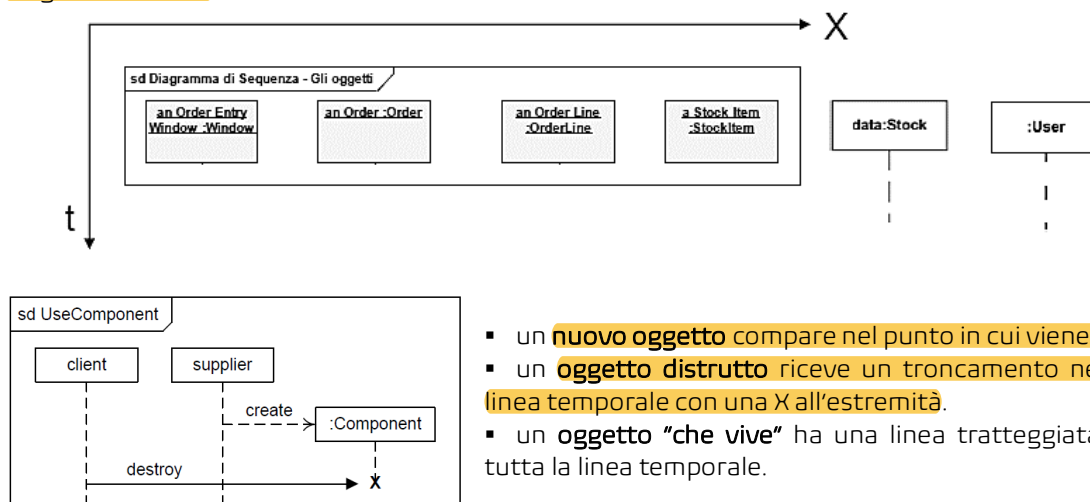 X
sd Diagramma di Sequenza - Gli oggetti
an Order Entry
Window :Window
an Order :Order
an Order Line
:OrderLine
a Stock Item
:StockItem
data:Stock
:User
t
sd UseComponent
client
supplier
create
:Component
destroy
X
▪ un nuovo oggetto compare nel punto in cui viene
▪ un oggetto distrutto riceve un troncamento ne
linea temporale con una X all'estremità.
▪ un oggetto "che vive" ha una linea tratteggiata
tutta la linea temporale.